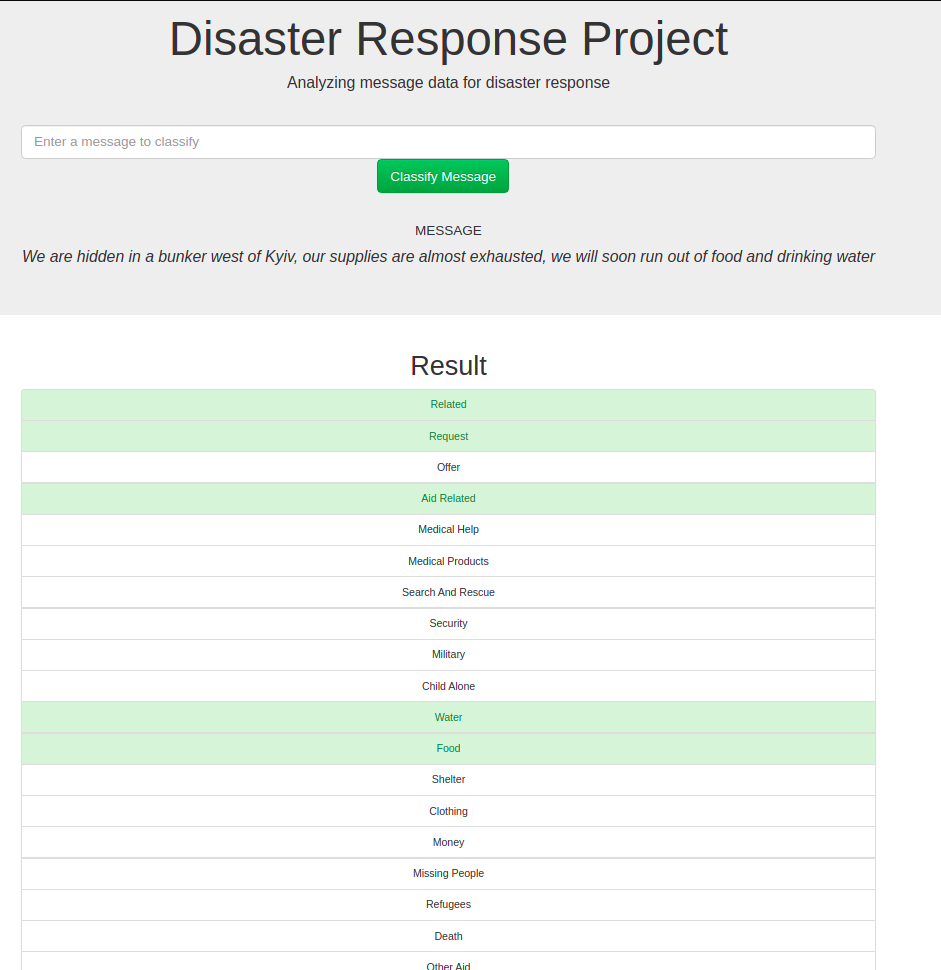 Disaster Response Project
Analyzing message data for disaster response
Enter a message to classify
Classify Message
MESSAGE
We are hidden in a bunker west of Kyiv, our supplies are almost exhausted, we will soon run out of food and drinking water
Result
Related
Request
Offer
Aid Related
Medical Help
Medical Products
Search And Rescue
Security
Military
Child Alone
Water
Food
Shelter
Clothing
Money
Missing People
Refugees
Death
Other Aid